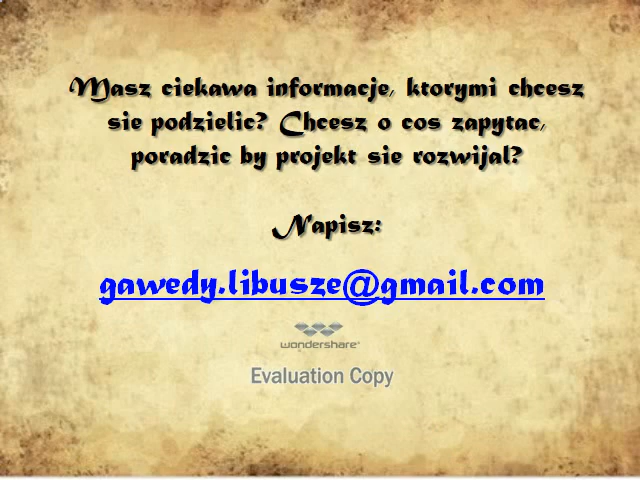 Masz ciekawa informacje, ktorymi chcesz
sie podzielic? Chcesz o cos zapytac,
poradzic by projekt sie rozwijal?
Napisz:
gawedy.libusze@gmail.com
wondershare
Evaluation Copy